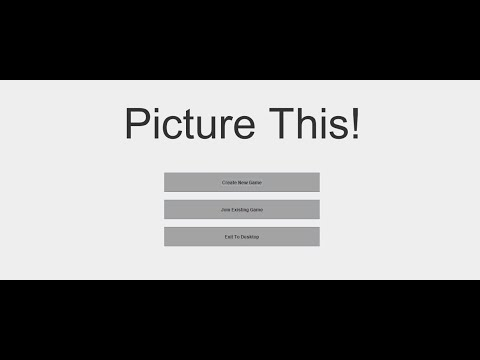 Picture This!
Create New Game
Join Existing Game
Exit To Desktop